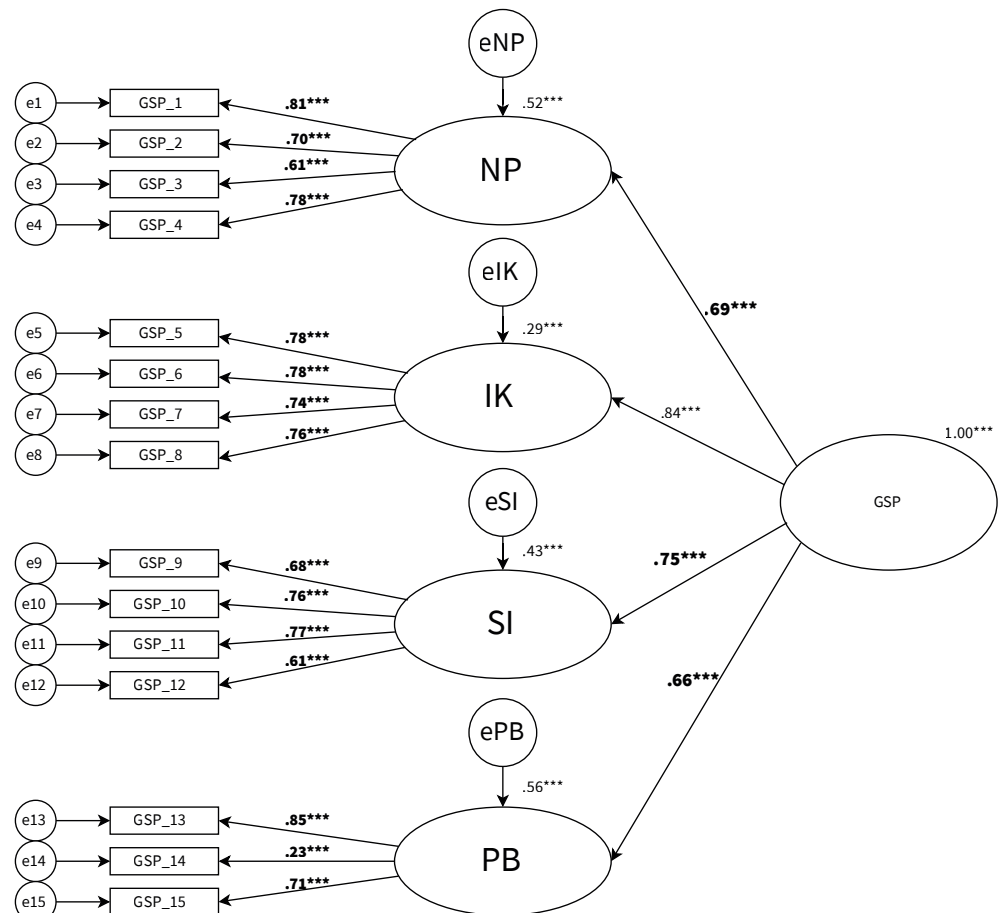 eNP
.52***
e1 GSP_1 .81***
e2 GSP_2 .70***
e3 GSP_3 .61***
e4 GSP_4 .78***
NP
eIK
.29***
.69***
e5 GSP_5 .78***
e6 GSP_6 .78***
e7 GSP_7 .74***
e8 GSP_8 .76***
IK
.84***
1.00***
GSP
eSI
.43***
.75***
e9 GSP_9 .68***
e10 GSP_10 .76***
e11 GSP_11 .77***
e12 GSP_12 .61***
SI
.66***
ePB
.56***
e13 GSP_13 .85***
e14 GSP_14 .23***
e15 GSP_15 .71***
PB